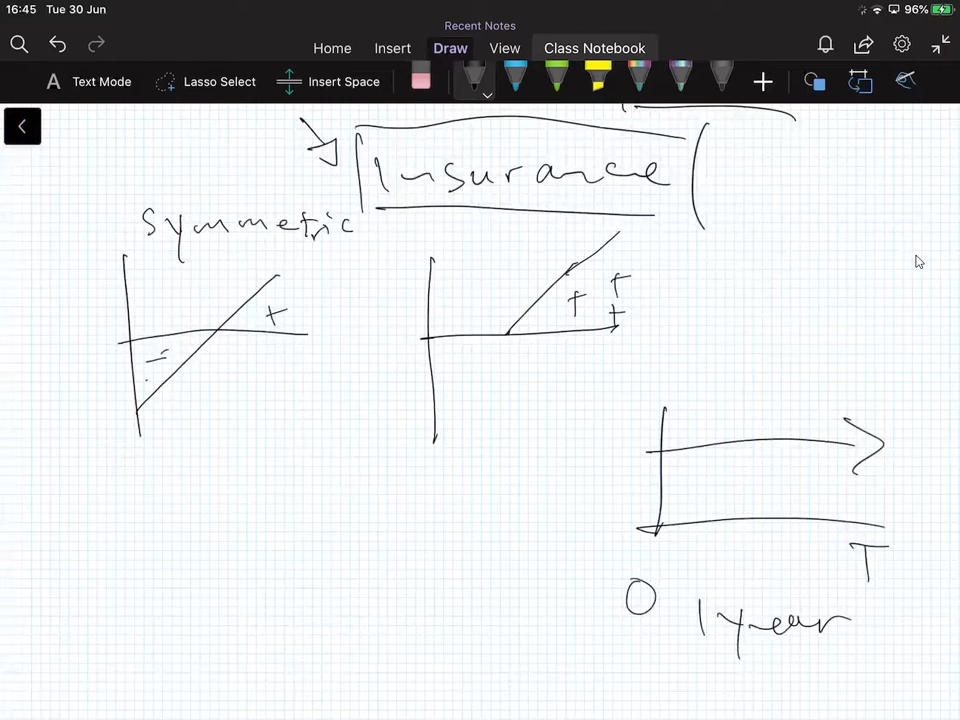 16:45 Tue 30 Jun
96%
Recent Notes
Home Insert Draw View Class Notebook
A Text Mode Lasso Select Insert Space
Insurance (
Symmetric
+ + +
+
=
T
0 1 year